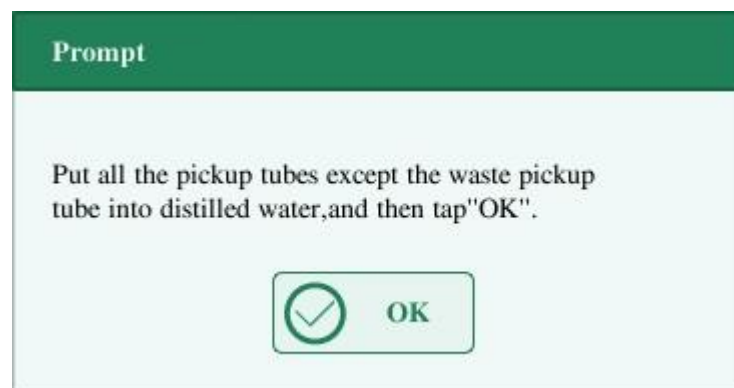 Prompt
Put all the pickup tubes except the waste pickup
tube into distilled water,and then tap"OK".
OK